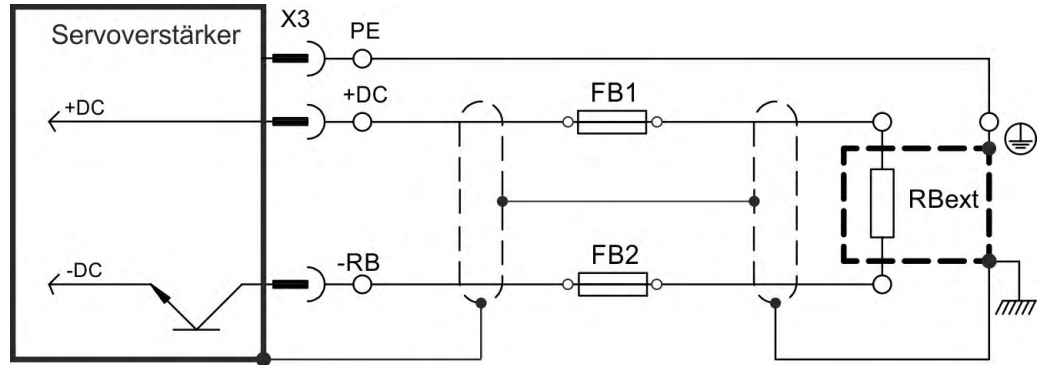 Servoverstärker
X3
PE
+DC
+DC
FB1
RBext
-DC
-RB
FB2